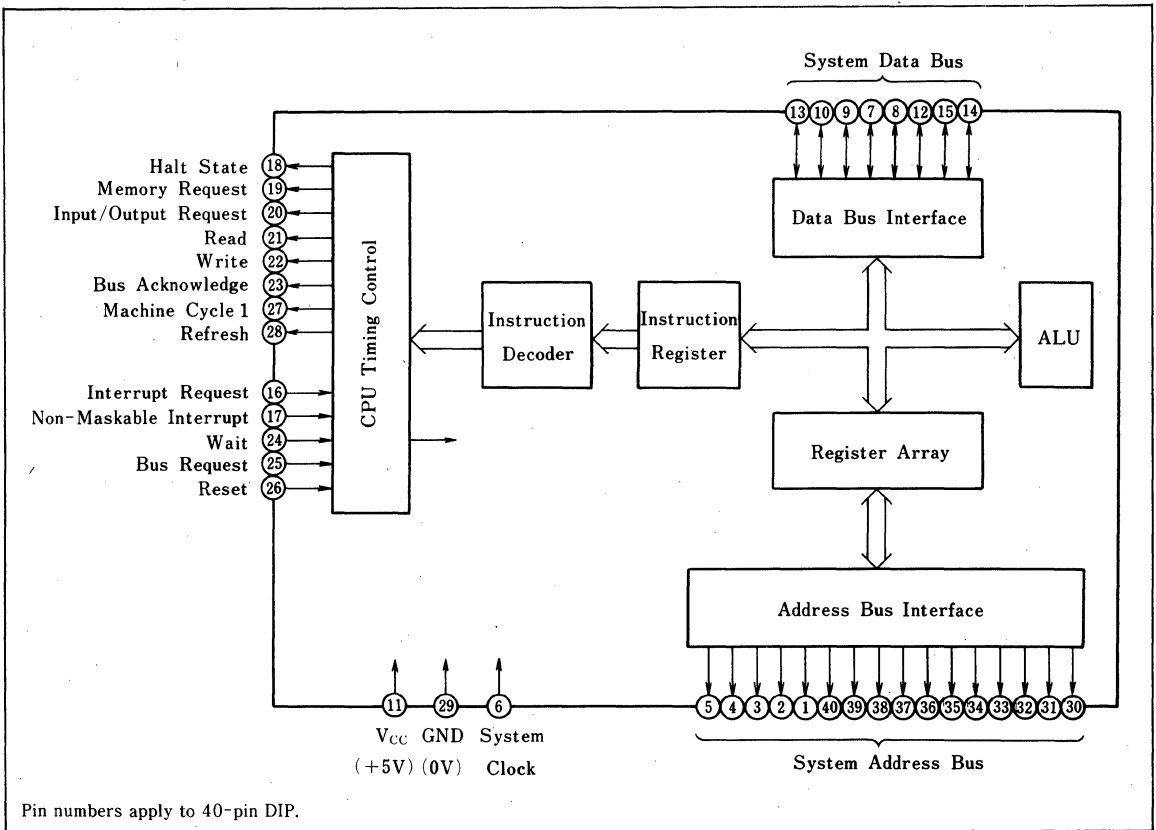 System Data Bus
13 10 9 7 8 12 15 14
Halt State 18
Memory Request 19
Input/Output Request 20
Read 21
Write 22
Bus Acknowledge 23
Machine Cycle 1 27
Refresh 28
Interrupt Request 16
Non-Maskable Interrupt 17
Wait 24
Bus Request 25
Reset 26
CPU Timing Control
Instruction
Decoder
Instruction
Register
Data Bus Interface
ALU
Register Array
Address Bus Interface
11 29 6
VCC GND System
(+5V) (0V) Clock
5 4 3 2 1 40 39 38 37 36 35 34 33 32 31 30
System Address Bus
Pin numbers apply to 40-pin DIP.